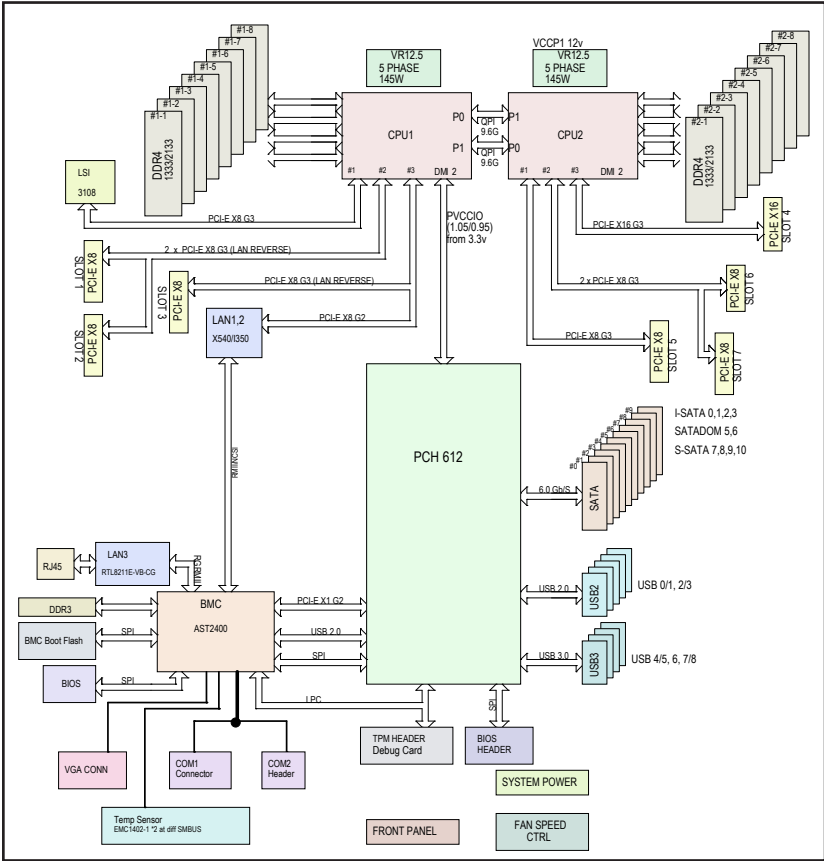 #1-8
#1-7
#1-6
#1-5
#1-4
#1-3
#1-2
#1-1
DDR4
1333/2133
VR12.5
5 PHASE
145W
VCCP1 12v
VR12.5
5 PHASE
145W
#2-8
#2-7
#2-6
#2-5
#2-4
#2-3
#2-2
#2-1
DDR4
1333/2133
CPU1
P0
P1
#1
#2
#3
DMI 2
QPI
9.6G
QPI
9.6G
P1
P0
CPU2
#1
#2
#3
DMI 2
LSI
3108
PCI-E X8 G3
PVCCIO
(1.05/0.95)
from 3.3v
PCI-E X16 G3
PCI-E X16
SLOT 4
2 x PCI-E X8 G3 (LAN REVERSE)
PCI-E X8
SLOT 1
PCI-E X8 G3 (LAN REVERSE)
PCI-E X8
SLOT 3
2 x PCI-E X8 G3
PCI-E X8
SLOT 6
PCI-E X8
SLOT 2
LAN1,2
X540/I350
PCI-E X8 G2
PCI-E X8 G3
PCI-E X8
SLOT 5
PCI-E X8
SLOT 7
PCH 612
RMII/NCSI
#9
#8
#7
#6
#5
#4
#3
#2
#1
#0
SATA
6.0 Gb/S
I-SATA 0,1,2,3
SATADOM 5,6
S-SATA 7,8,9,10
RJ45
LAN3
RTL8211E-VB-CG
RGRMII
USB 2.0
USB2
USB 0/1, 2/3
DDR3
BMC
AST2400
PCI-E X1 G2
BMC Boot Flash
SPI
USB 2.0
USB 3.0
USB3
USB 4/5, 6, 7/8
BIOS
SPI
SPI
LPC
SPI
TPM HEADER
Debug Card
BIOS
HEADER
VGA CONN
COM1
Connector
COM2
Header
SYSTEM POWER
Temp Sensor
EMC1402-1 *2 at diff SMBUS
FRONT PANEL
FAN SPEED
CTRL